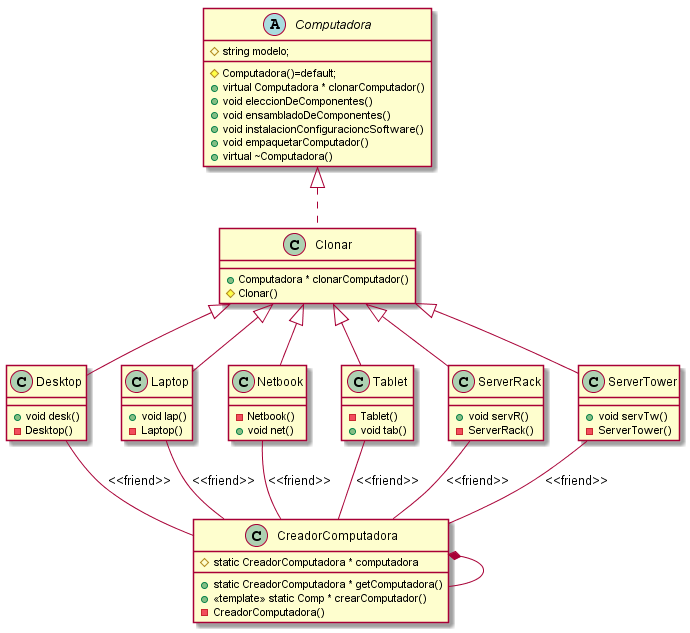 A Computadora
string modelo;
Computadora()=default;
virtual Computadora * clonarComputador()
void eleccionDeComponentes()
void ensambladoDeComponentes()
void instalacionConfiguracioncSoftware()
void empaquetarComputador()
virtual ~Computadora()
C Clonar
Computadora * clonarComputador()
Clonar()
C Desktop
void desk()
Desktop()
C Laptop
void lap()
Laptop()
C Netbook
Netbook()
void net()
C Tablet
Tablet()
void tab()
C ServerRack
void servR()
ServerRack()
C ServerTower
void servTw()
ServerTower()
<<friend>>
<<friend>>
<<friend>>
<<friend>>
<<friend>>
<<friend>>
C CreadorComputadora
static CreadorComputadora * computadora
static CreadorComputadora * getComputadora()
«template» static Comp * crearComputador()
CreadorComputadora()